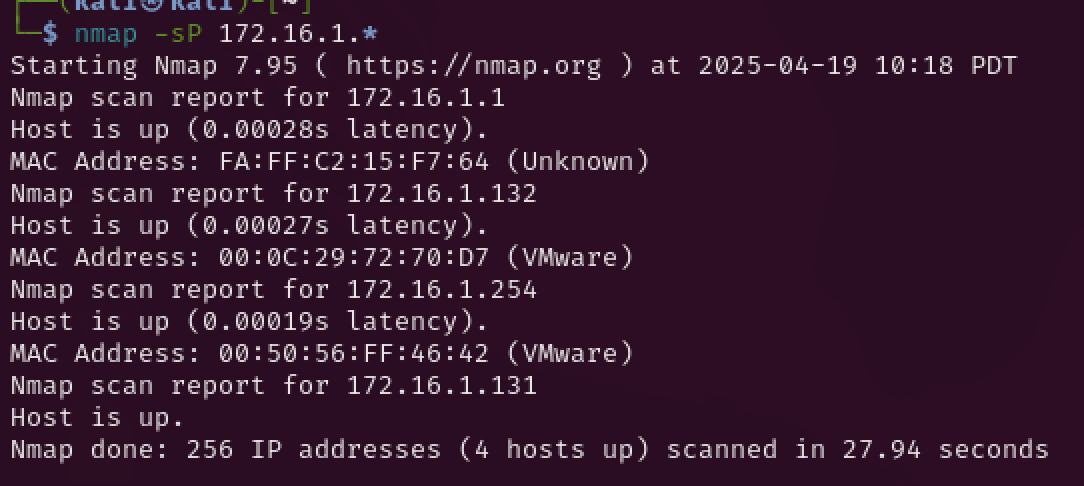 (kali㉿kali)-[~]
└─$ nmap -sP 172.16.1.*
Starting Nmap 7.95 ( https://nmap.org ) at 2025-04-19 10:18 PDT
Nmap scan report for 172.16.1.1
Host is up (0.00028s latency).
MAC Address: FA:FF:C2:15:F7:64 (Unknown)
Nmap scan report for 172.16.1.132
Host is up (0.00027s latency).
MAC Address: 00:0C:29:72:70:D7 (VMware)
Nmap scan report for 172.16.1.254
Host is up (0.00019s latency).
MAC Address: 00:50:56:FF:46:42 (VMware)
Nmap scan report for 172.16.1.131
Host is up.
Nmap done: 256 IP addresses (4 hosts up) scanned in 27.94 seconds